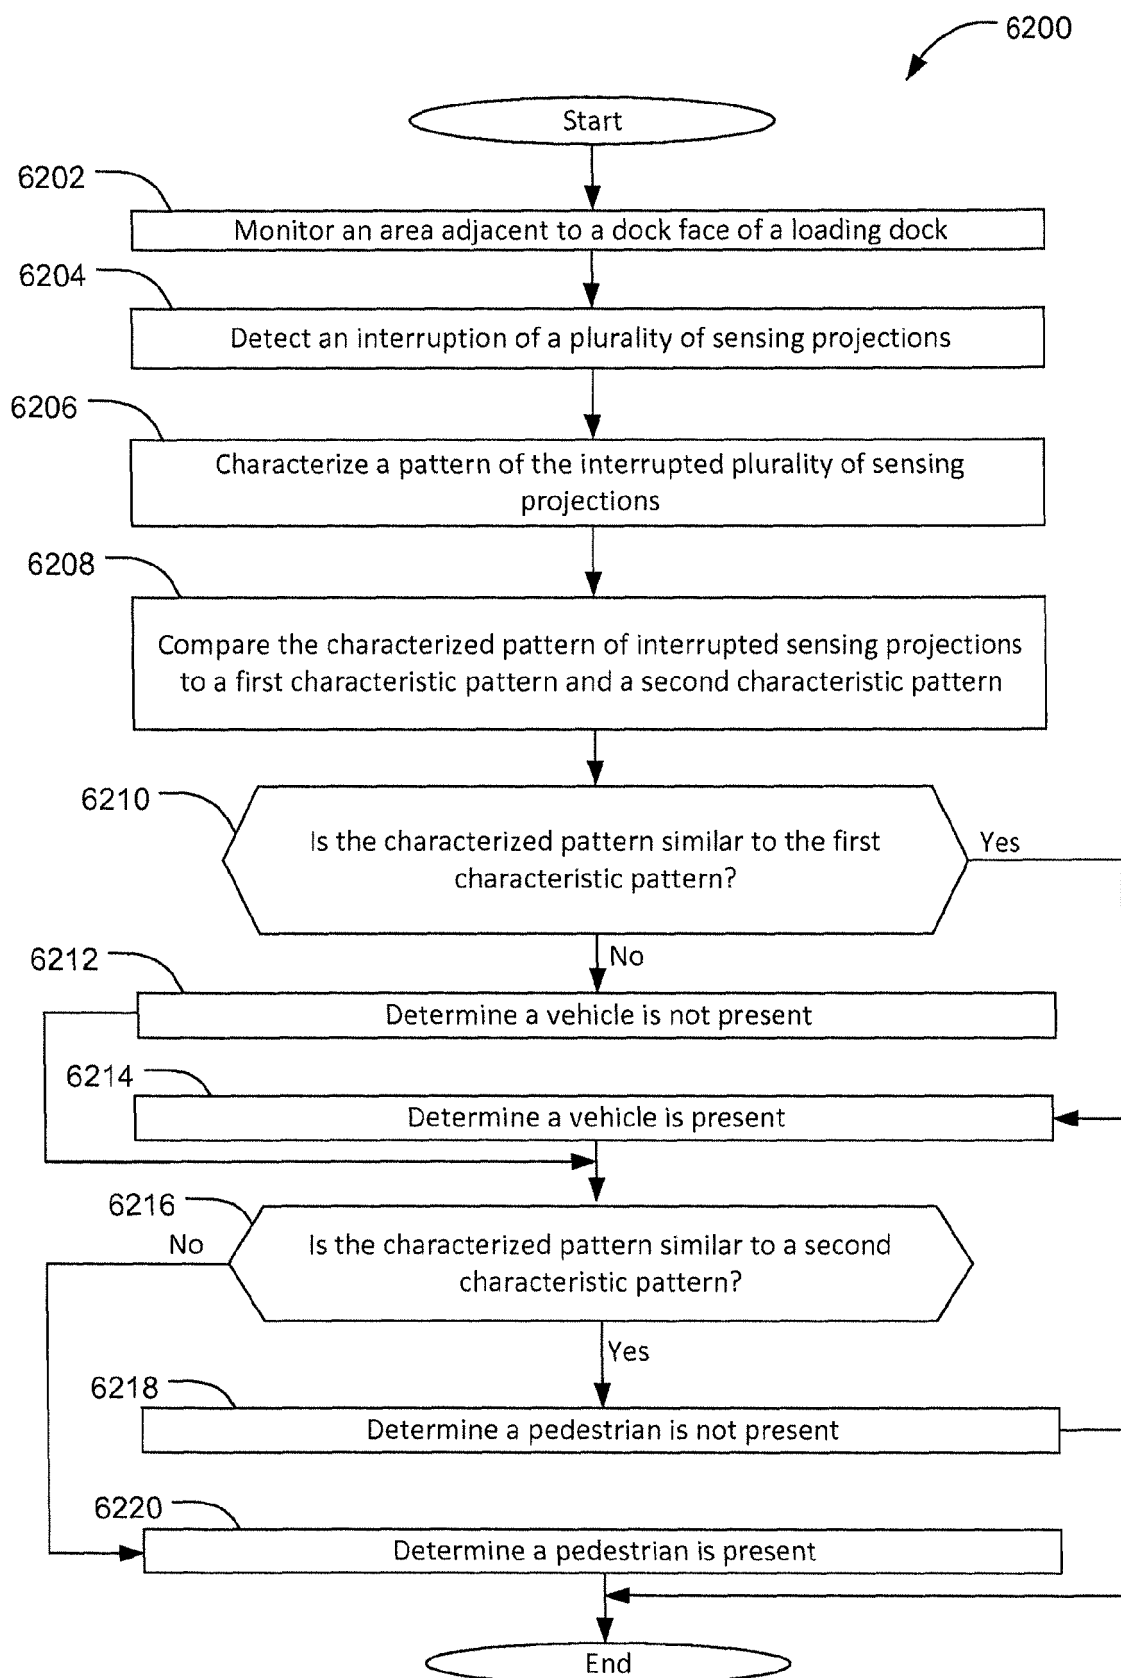 6200
Start
6202
Monitor an area adjacent to a dock face of a loading dock
6204
Detect an interruption of a plurality of sensing projections
6206
Characterize a pattern of the interrupted plurality of sensing
projections
6208
Compare the characterized pattern of interrupted sensing projections
to a first characteristic pattern and a second characteristic pattern
6210
Is the characterized pattern similar to the first
characteristic pattern?
Yes
No
6212
Determine a vehicle is not present
6214
Determine a vehicle is present
6216
No
Is the characterized pattern similar to a second
characteristic pattern?
Yes
6218
Determine a pedestrian is not present
6220
Determine a pedestrian is present
End